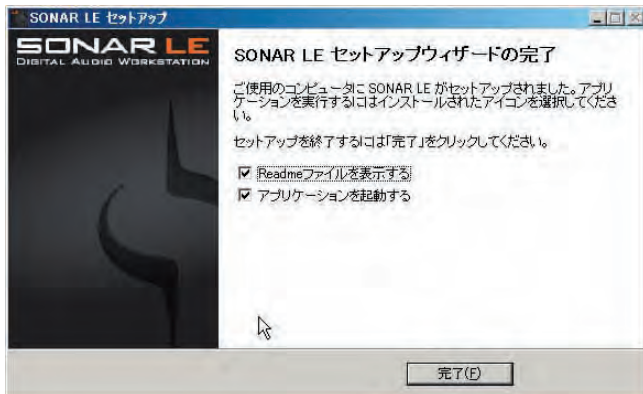 SONAR LE セットアップ
SONAR LE
DIGITAL AUDIO WORKSTATION
SONAR LE セットアップウィザードの完了
ご使用のコンピュータに SONAR LE がセットアップされました。アプリ
ケーションを実行するにはインストールされたアイコンを選択してくださ
い。
セットアップを終了するには「完了」をクリックしてください。
Readmeファイルを表示する
アプリケーションを起動する
完了(F)